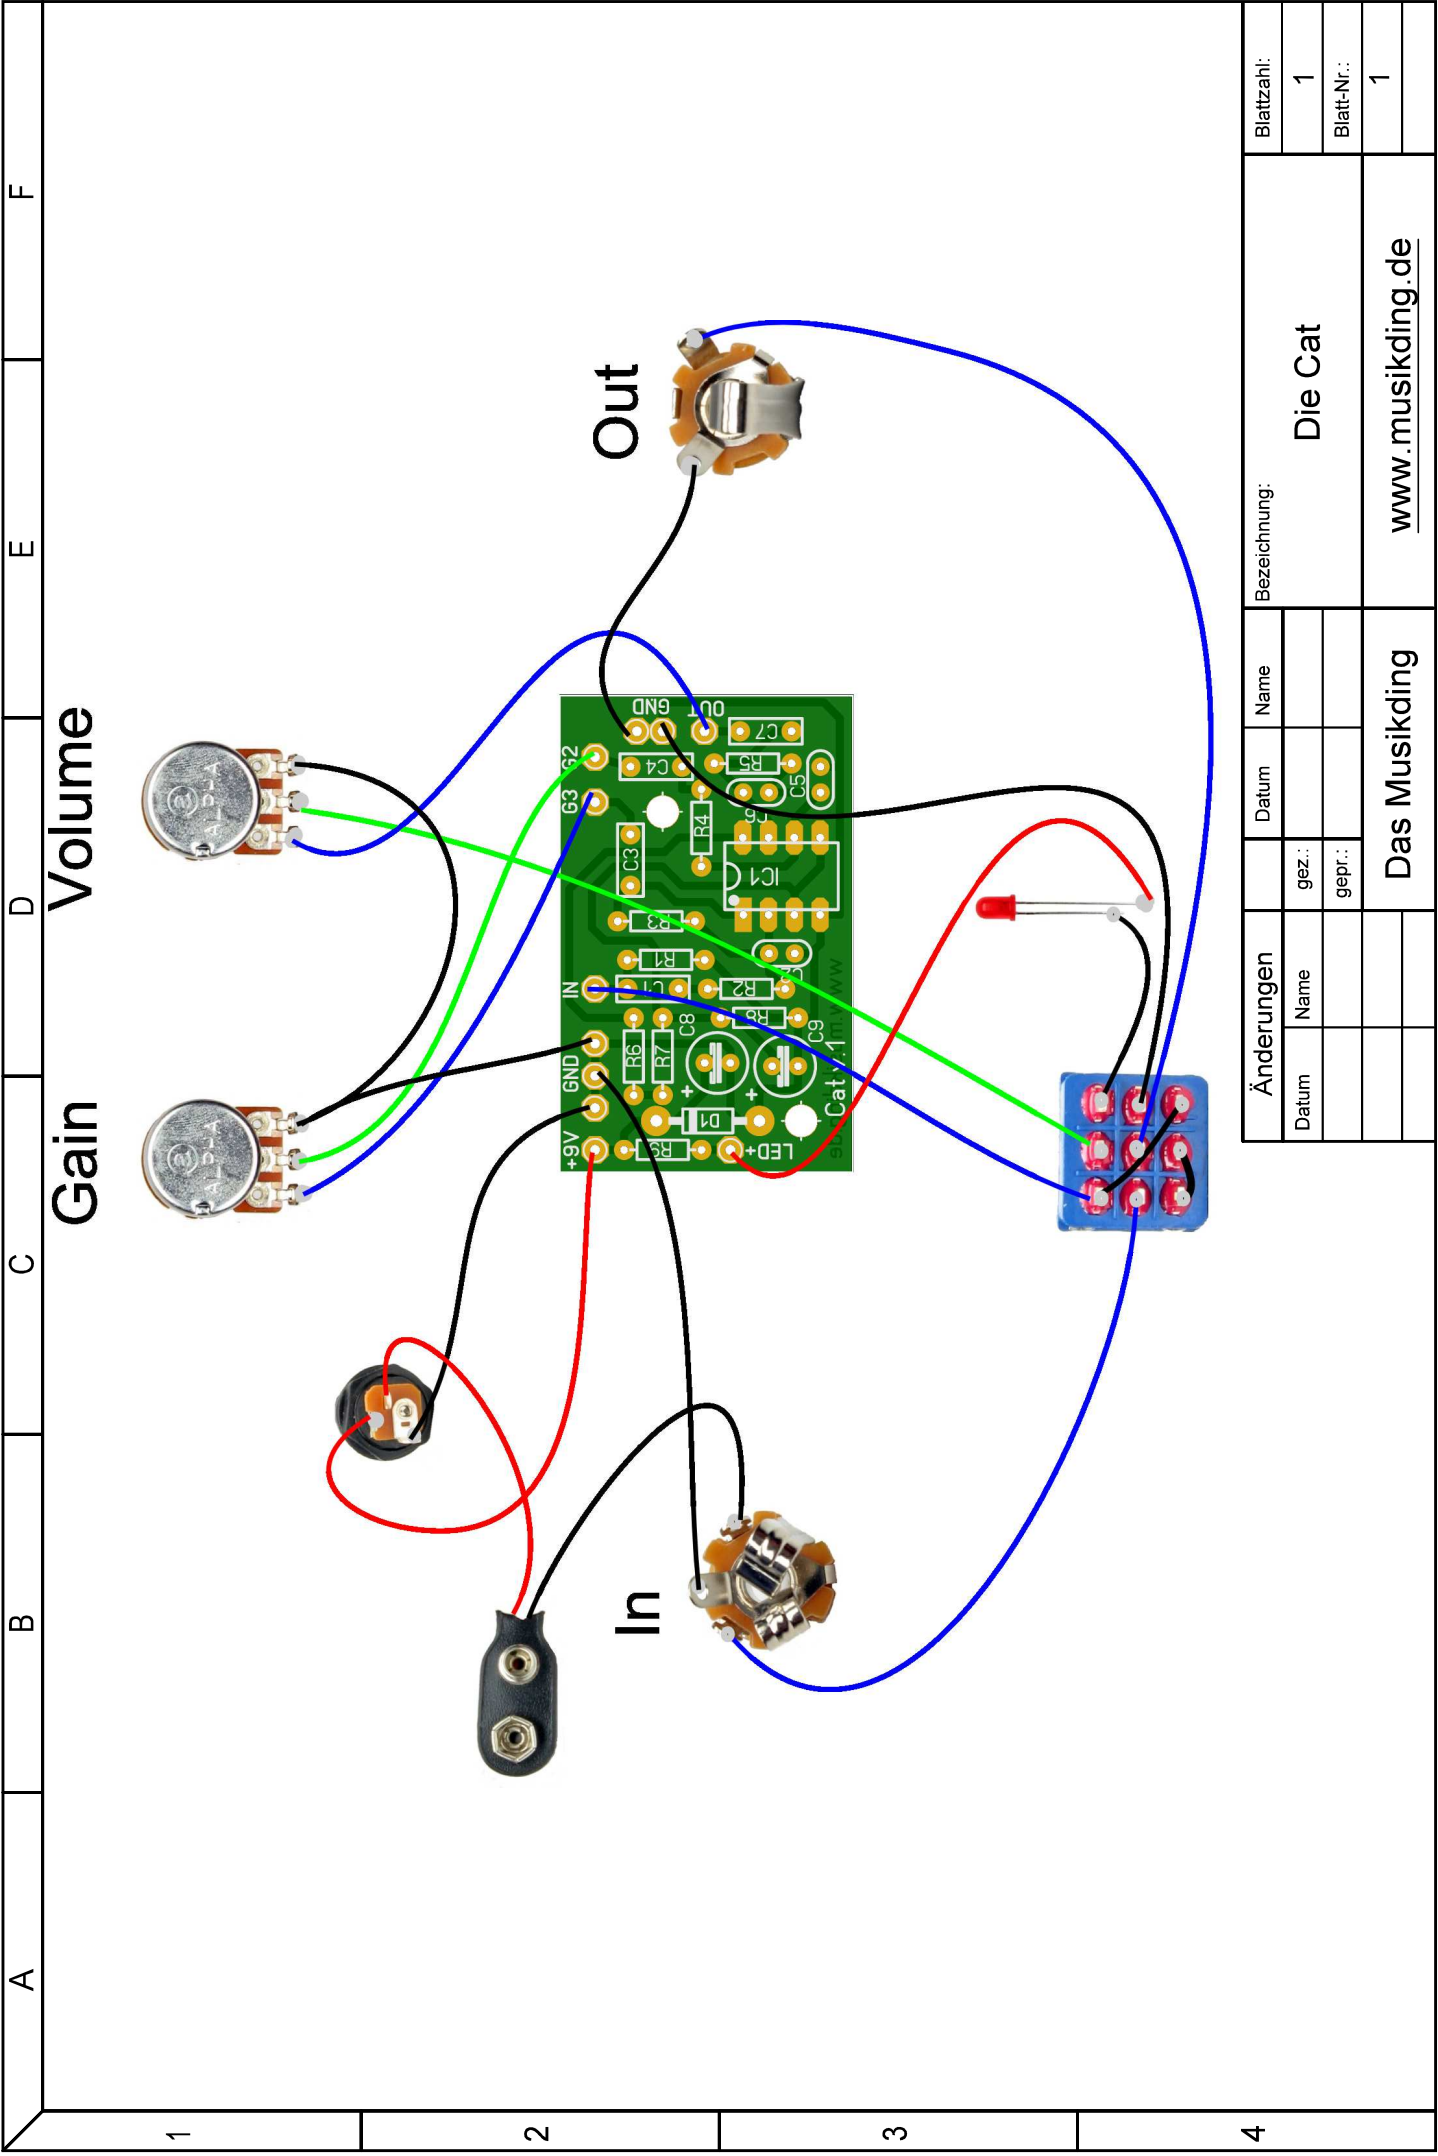 A
B
C
D
E
F
1
2
3
4
Gain
Volume
In
Out
+9V
GND
IN
G3
G2
GND
OUT
LED+
R9
D1
R6
R7
C8
C9
R8
R2
C1
R1
R3
C3
R4
C4
R5
C6
C5
C7
IC1
Cat v.1
ALPHA
ALPHA
Änderungen
Datum
Name
Datum
Name
gez.:
gepr.:
Das Musikding
Bezeichnung:
Die Cat
www.musikding.de
Blattzahl:
1
Blatt-Nr.:
1